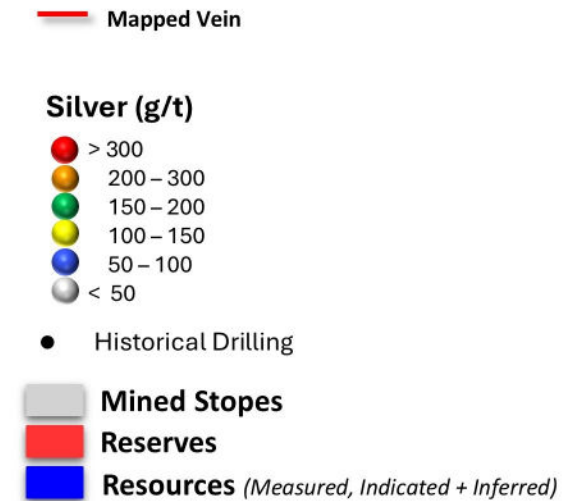 Mapped Vein
Silver (g/t)
> 300
200 – 300
150 – 200
100 – 150
50 – 100
< 50
Historical Drilling
Mined Stopes
Reserves
Resources (Measured, Indicated + Inferred)